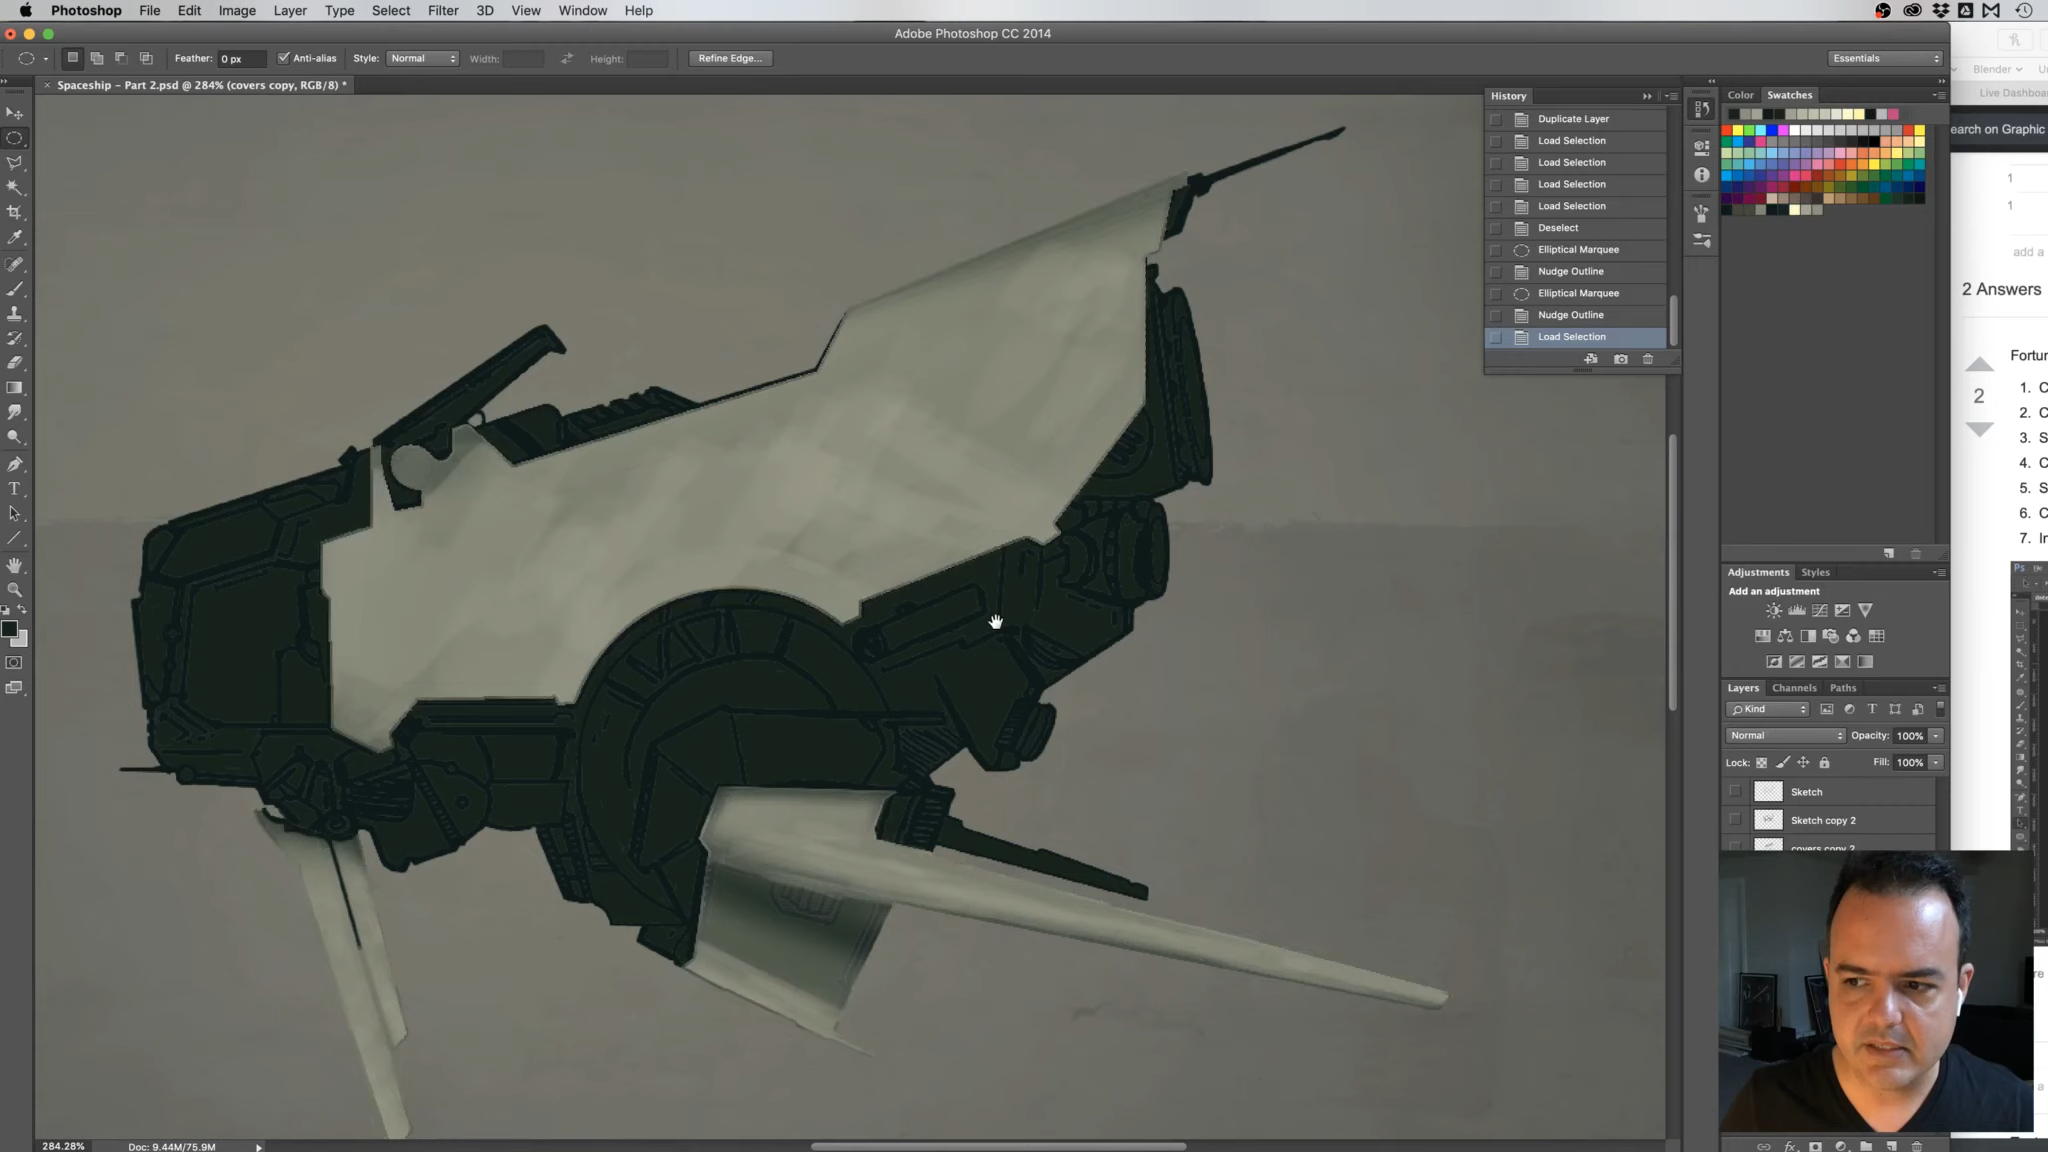 Photoshop File Edit Image Layer Type Select Filter 3D View Window Help
Adobe Photoshop CC 2014
Feather: 0 px Anti-alias Style: Normal Width: Height: Refine Edge... Essentials
Blender
Live Dashboar
× Spaceship - Part 2.psd @ 284% (covers copy, RGB/8) *
History
Duplicate Layer
Load Selection
Load Selection
Load Selection
Load Selection
Deselect
Elliptical Marquee
Nudge Outline
Elliptical Marquee
Nudge Outline
Load Selection
Color Swatches
earch on Graphic
1
1
add a
2 Answers
Fortur
2
1. C
2. C
3. S
4. C
5. S
6. C
7. In
Ps
Adjustments Styles
Add an adjustment
Layers Channels Paths
Kind
Normal Opacity: 100%
Lock: Fill: 100%
Sketch
Sketch copy 2
covers copy 2
284.28% Doc: 9.44M/75.9M